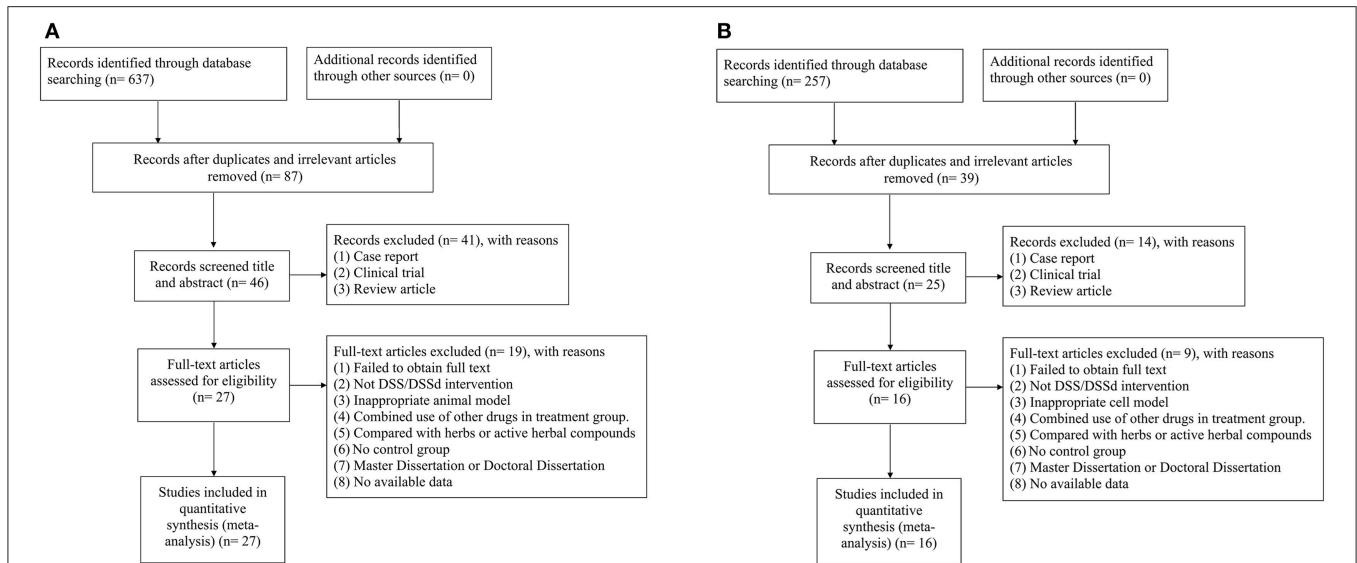 A
Records identified through database
searching (n= 637)
Additional records identified
through other sources (n= 0)
Records after duplicates and irrelevant articles
removed (n= 87)
Records screened title
and abstract (n= 46)
Records excluded (n= 41), with reasons
(1) Case report
(2) Clinical trial
(3) Review article
Full-text articles
assessed for eligibility
(n= 27)
Full-text articles excluded (n= 19), with reasons
(1) Failed to obtain full text
(2) Not DSS/DSSd intervention
(3) Inappropriate animal model
(4) Combined use of other drugs in treatment group.
(5) Compared with herbs or active herbal compounds
(6) No control group
(7) Master Dissertation or Doctoral Dissertation
(8) No available data
Studies included in
quantitative
synthesis (meta-
analysis) (n= 27)
B
Records identified through database
searching (n= 257)
Additional records identified
through other sources (n= 0)
Records after duplicates and irrelevant articles
removed (n= 39)
Records screened title
and abstract (n= 25)
Records excluded (n= 14), with reasons
(1) Case report
(2) Clinical trial
(3) Review article
Full-text articles
assessed for eligibility
(n= 16)
Full-text articles excluded (n= 9), with reasons
(1) Failed to obtain full text
(2) Not DSS/DSSd intervention
(3) Inappropriate cell model
(4) Combined use of other drugs in treatment group.
(5) Compared with herbs or active herbal compounds
(6) No control group
(7) Master Dissertation or Doctoral Dissertation
(8) No available data
Studies included in
quantitative
synthesis (meta-
analysis) (n= 16)